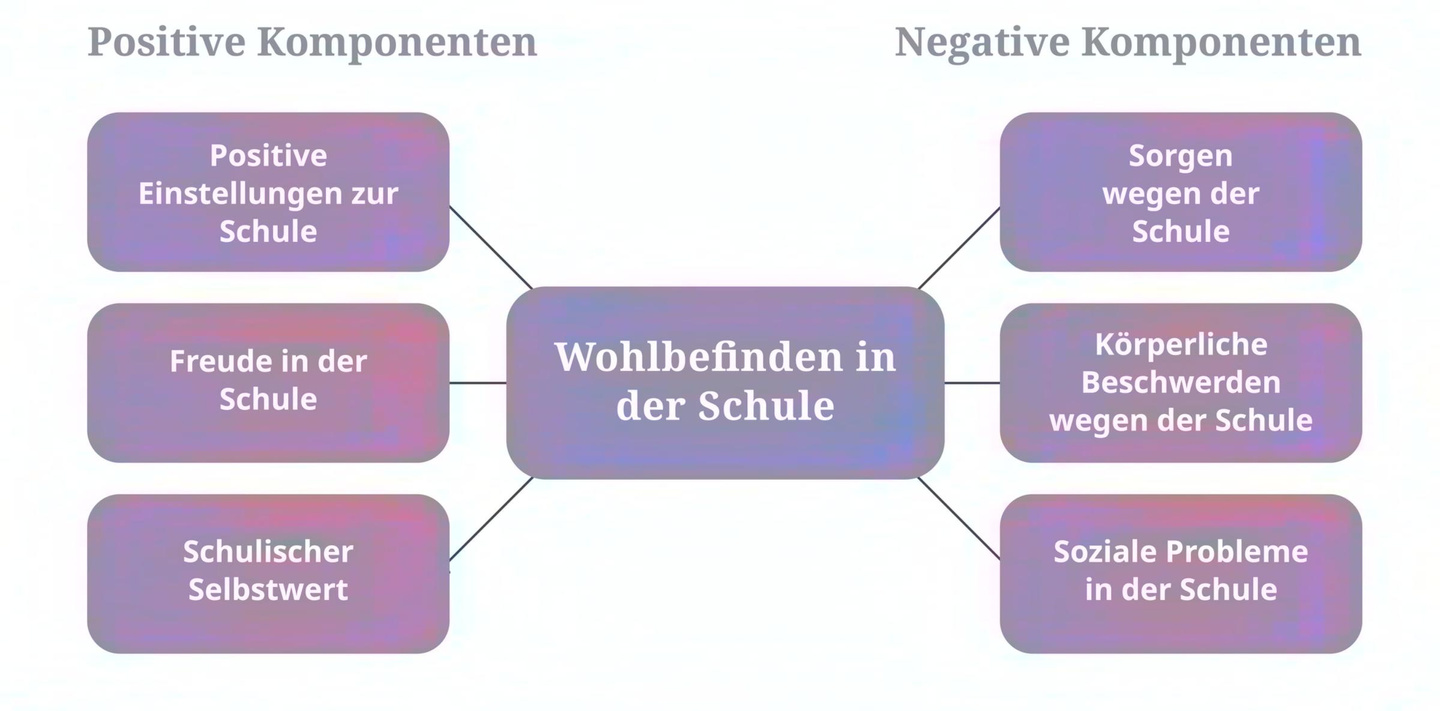 Positive Komponenten
Negative Komponenten
Positive
Einstellungen zur
Schule
Freude in der
Schule
Schulischer
Selbstwert
Wohlbefinden in
der Schule
Sorgen
wegen der
Schule
Körperliche
Beschwerden
wegen der Schule
Soziale Probleme
in der Schule